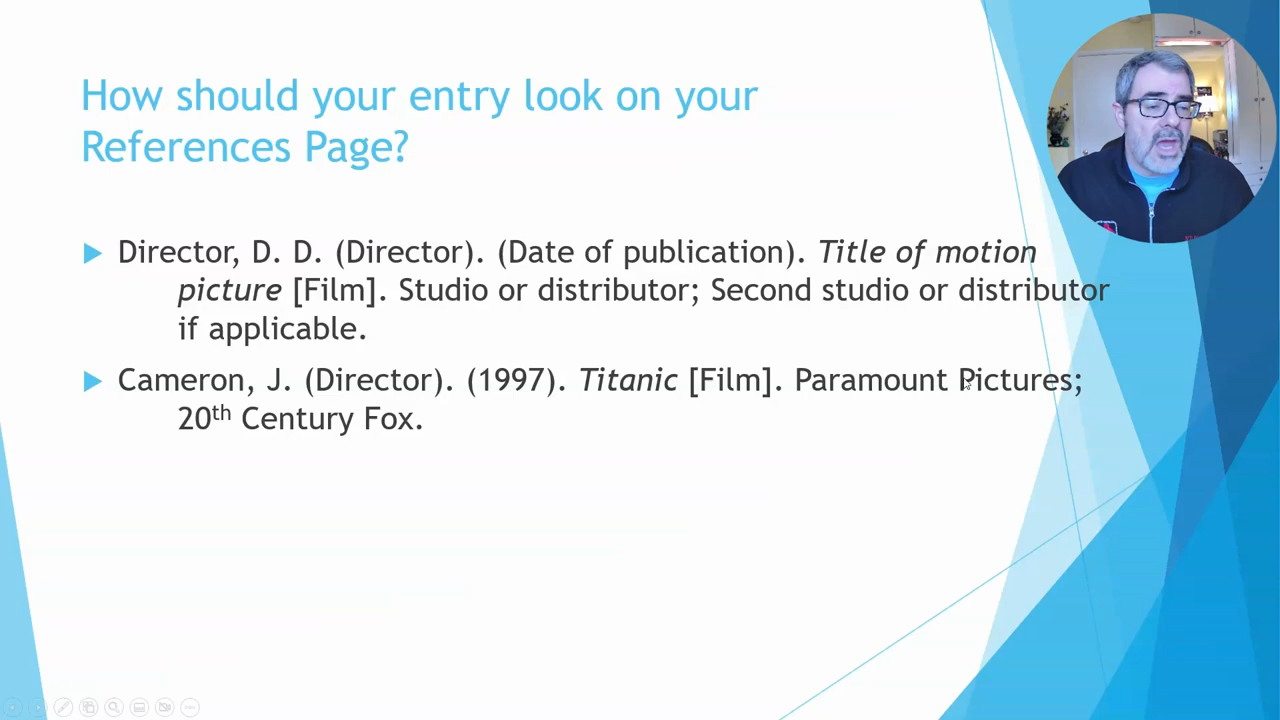 How should your entry look on your
References Page?
Director, D. D. (Director). (Date of publication). Title of motion
picture [Film]. Studio or distributor; Second studio or distributor
if applicable.
Cameron, J. (Director). (1997). Titanic [Film]. Paramount Pictures;
20th Century Fox.